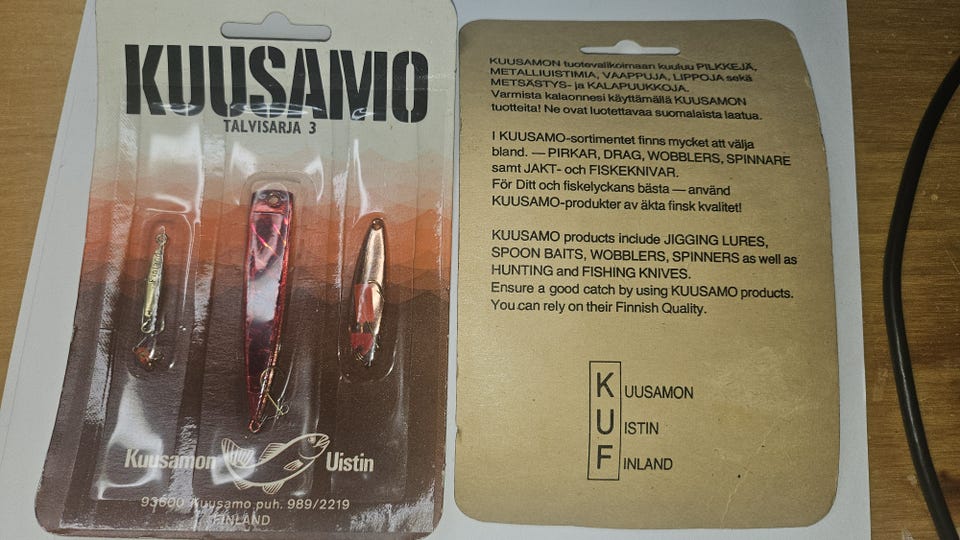 KUUSAMO
TALVISARJA 3
Kuusamon Uistin
93600 Kuusamo puh. 989/2219
FINLAND
KUUSAMON tuotevalikoimaan kuuluu PILKKEJÄ,
METALLIUISTIMIA, VAAPPUJA, LIPPOJA sekä
METSÄSTYS- ja KALAPUUKKOJA.
Varmista kalaonnesi käyttämällä KUUSAMON
tuotteita! Ne ovat luotettavaa suomalaista laatua.
I KUUSAMO-sortimentet finns mycket att välja
bland. — PIRKAR, DRAG, WOBBLERS, SPINNARE
samt JAKT- och FISKEKNIVAR.
För Ditt och fiskelyckans bästa — använd
KUUSAMO-produkter av äkta finsk kvalitet!
KUUSAMO products include JIGGING LURES,
SPOON BAITS, WOBBLERS, SPINNERS as well as
HUNTING and FISHING KNIVES.
Ensure a good catch by using KUUSAMO products.
You can rely on their Finnish Quality.
KUUSAMON
UISTIN
FINLAND